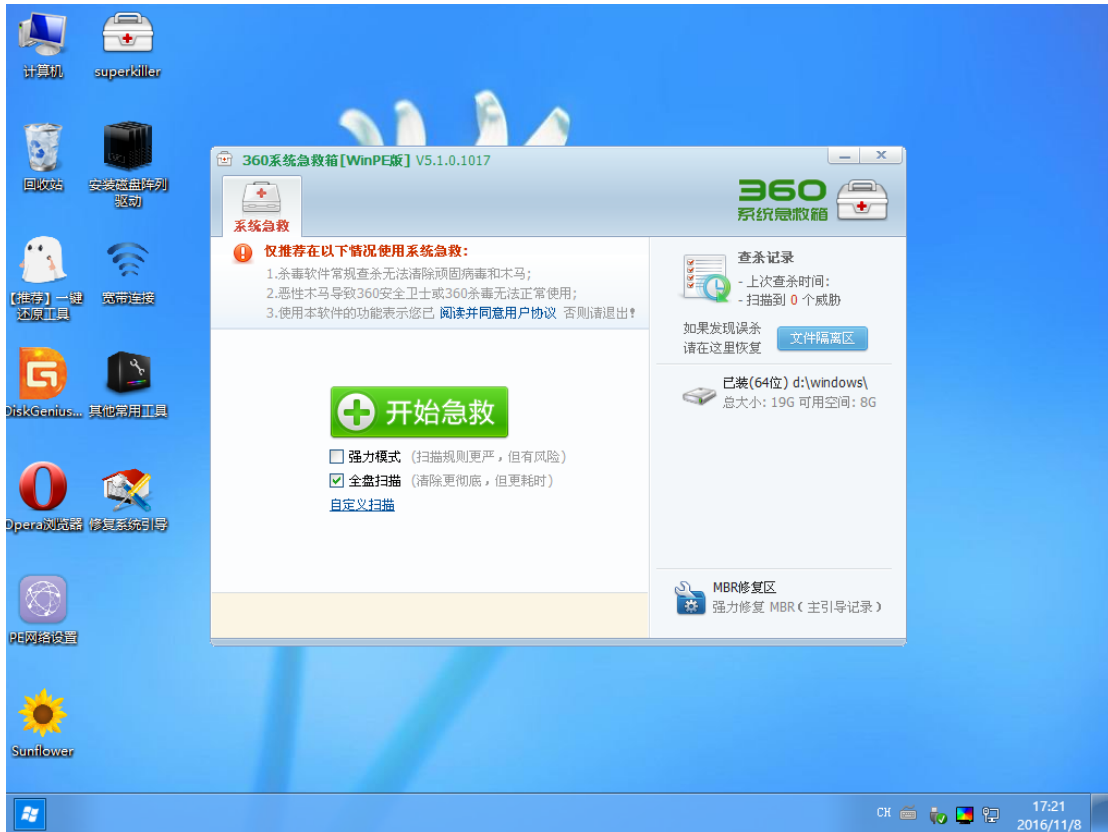 计算机
superkiller
回收站
安装磁盘阵列
驱动
【推荐】一键
还原工具
宽带连接
DiskGenius...
其他常用工具
Opera浏览器
修复系统引导
PE网络设置
Sunflower
360系统急救箱[WinPE版] V5.1.0.1017
系统急救
360
系统急救箱
仅推荐在以下情况使用系统急救：
1.杀毒软件常规查杀无法清除顽固病毒和木马；
2.恶性木马导致360安全卫士或360杀毒无法正常使用；
3.使用本软件的功能表示您已 阅读并同意用户协议 否则请退出！
开始急救
强力模式 （扫描规则更严，但有风险）
全盘扫描 （清除更彻底，但更耗时）
自定义扫描
查杀记录
- 上次查杀时间：
- 扫描到 0 个威胁
如果发现误杀
请在这里恢复
文件隔离区
已装(64位) d:\windows\
总大小: 19G 可用空间: 8G
MBR修复区
强力修复 MBR ( 主引导记录 )
CH
17:21
2016/11/8